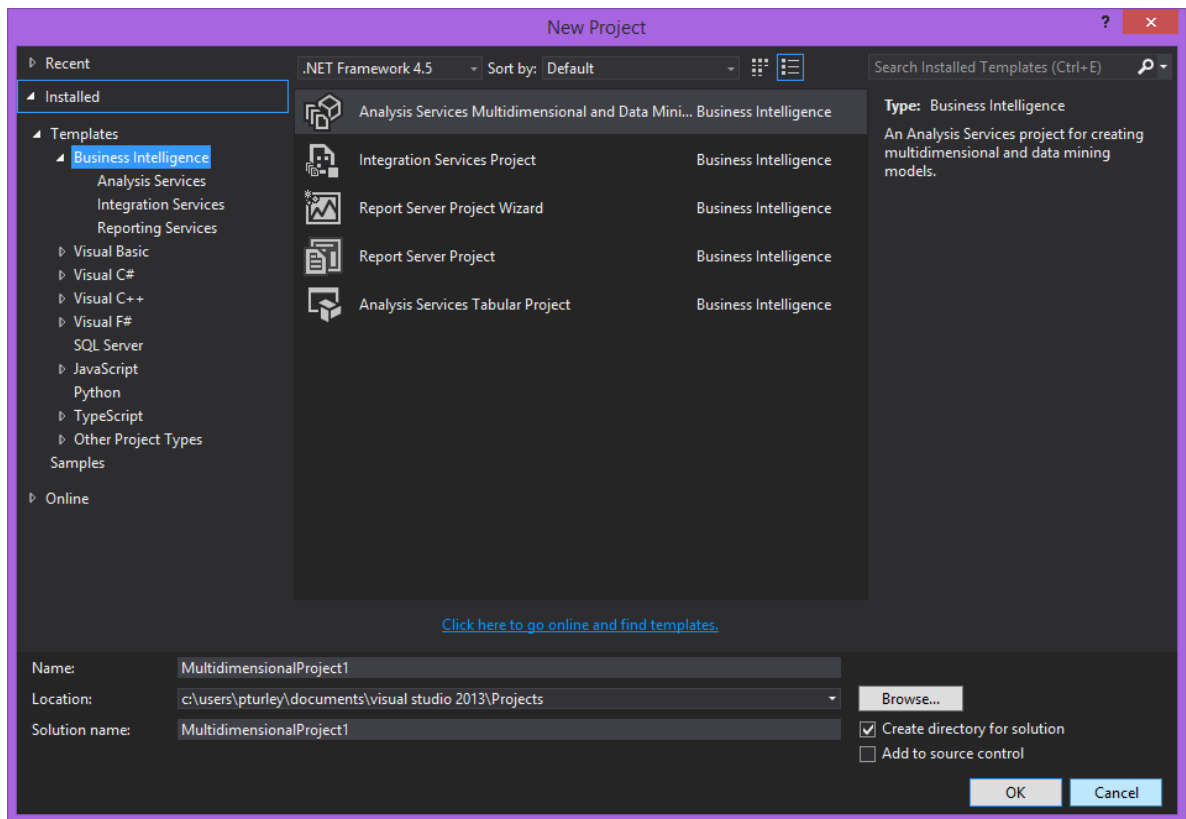 New Project
?
Recent
Installed
Templates
Business Intelligence
Analysis Services
Integration Services
Reporting Services
Visual Basic
Visual C#
Visual C++
Visual F#
SQL Server
JavaScript
Python
TypeScript
Other Project Types
Samples
Online
.NET Framework 4.5 Sort by: Default
Analysis Services Multidimensional and Data Mini... Business Intelligence
Integration Services Project Business Intelligence
Report Server Project Wizard Business Intelligence
Report Server Project Business Intelligence
Analysis Services Tabular Project Business Intelligence
Click here to go online and find templates.
Search Installed Templates (Ctrl+E)
Type: Business Intelligence
An Analysis Services project for creating
multidimensional and data mining
models.
Name: MultidimensionalProject1
Location: c:\users\pturley\documents\visual studio 2013\Projects Browse...
Solution name: MultidimensionalProject1
Create directory for solution
Add to source control
OK Cancel